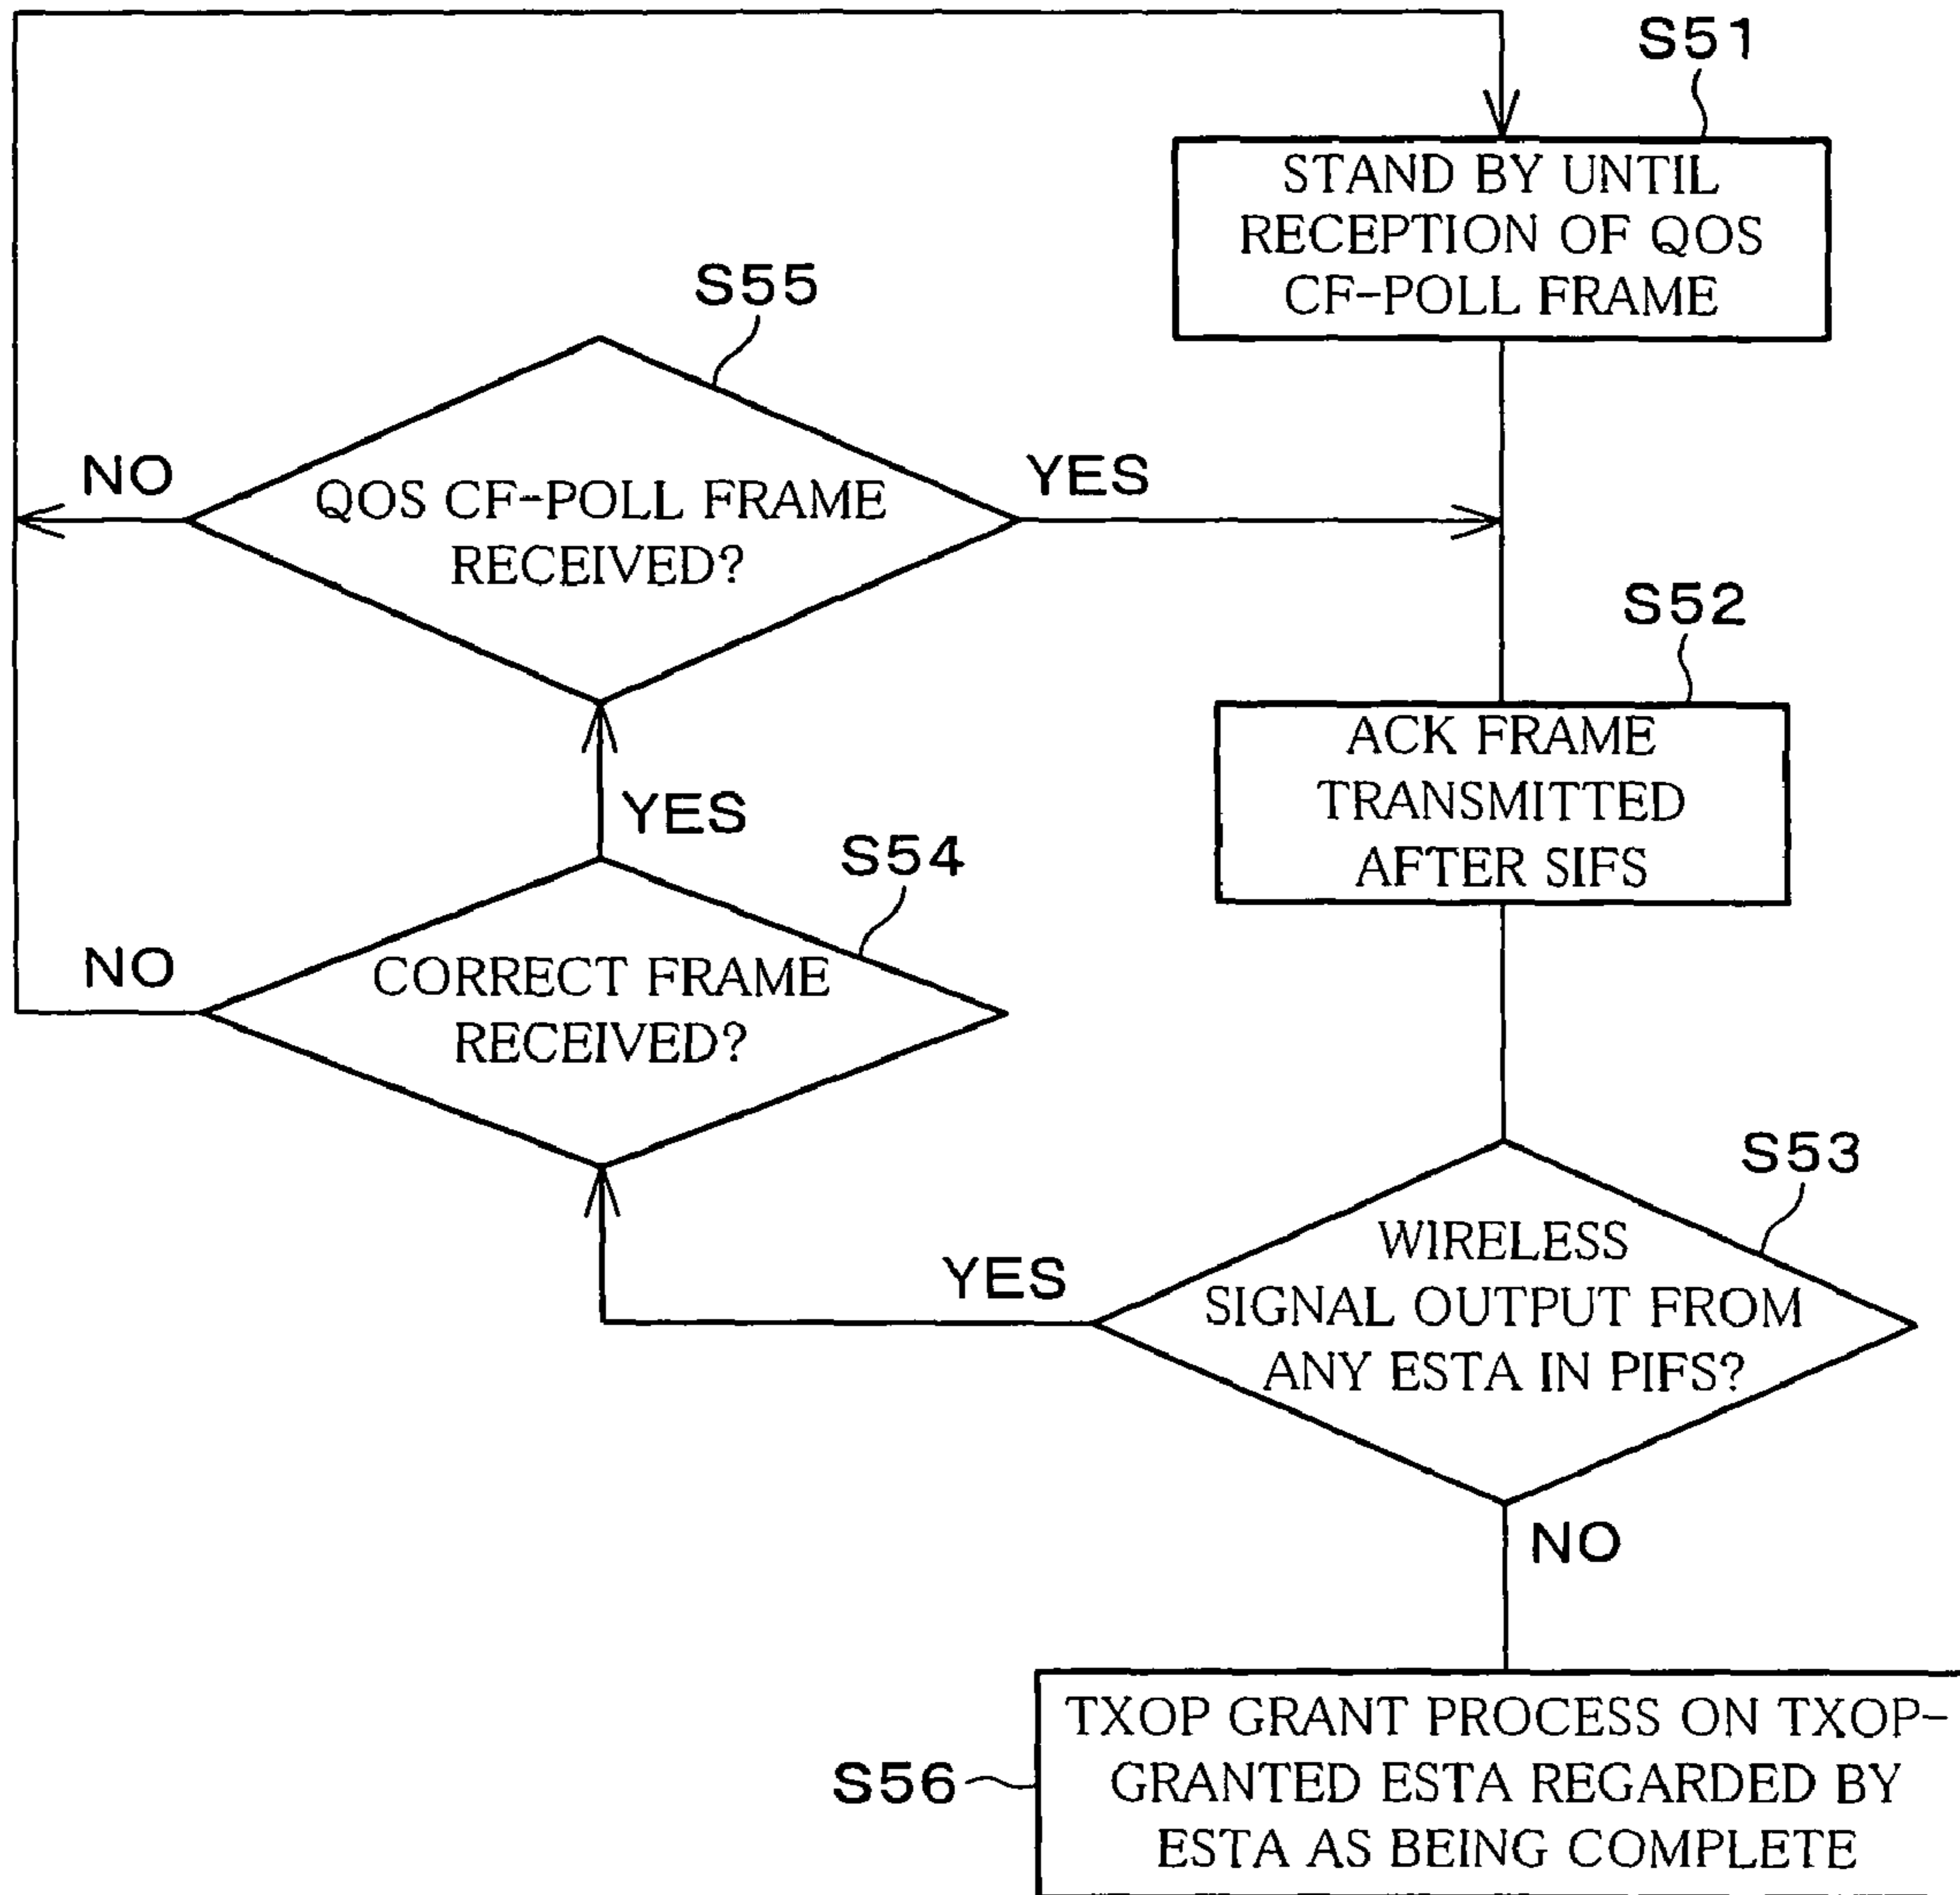 S51
STAND BY UNTIL
RECEPTION OF QOS
CF-POLL FRAME
S55
NO
QOS CF-POLL FRAME
RECEIVED?
YES
S52
ACK FRAME
TRANSMITTED
AFTER SIFS
YES
S54
NO
CORRECT FRAME
RECEIVED?
S53
WIRELESS
SIGNAL OUTPUT FROM
ANY ESTA IN PIFS?
YES
NO
S56
TXOP GRANT PROCESS ON TXOP-
GRANTED ESTA REGARDED BY
ESTA AS BEING COMPLETE